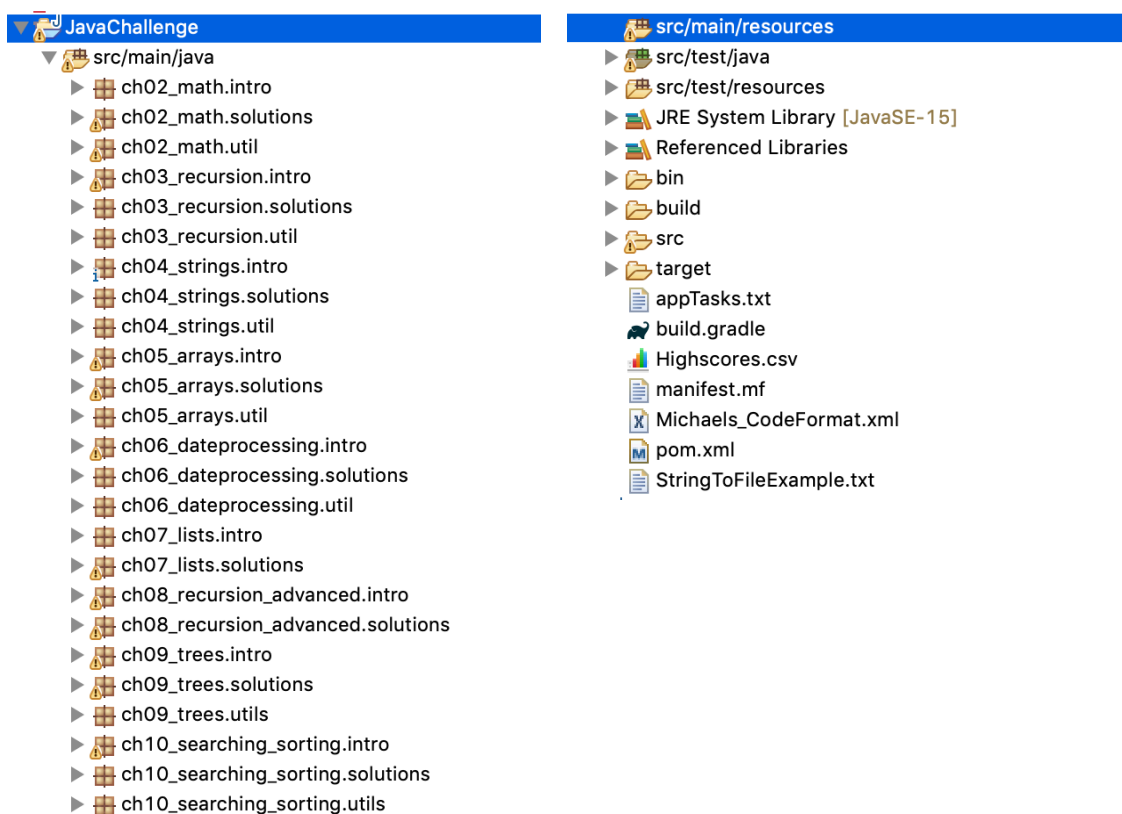 JavaChallenge
src/main/java
ch02_math.intro
ch02_math.solutions
ch02_math.util
ch03_recursion.intro
ch03_recursion.solutions
ch03_recursion.util
ch04_strings.intro
ch04_strings.solutions
ch04_strings.util
ch05_arrays.intro
ch05_arrays.solutions
ch05_arrays.util
ch06_dateprocessing.intro
ch06_dateprocessing.solutions
ch06_dateprocessing.util
ch07_lists.intro
ch07_lists.solutions
ch08_recursion_advanced.intro
ch08_recursion_advanced.solutions
ch09_trees.intro
ch09_trees.solutions
ch09_trees.utils
ch10_searching_sorting.intro
ch10_searching_sorting.solutions
ch10_searching_sorting.utils
src/main/resources
src/test/java
src/test/resources
JRE System Library [JavaSE-15]
Referenced Libraries
bin
build
src
target
appTasks.txt
build.gradle
Highscores.csv
manifest.mf
Michaels_CodeFormat.xml
pom.xml
StringToFileExample.txt